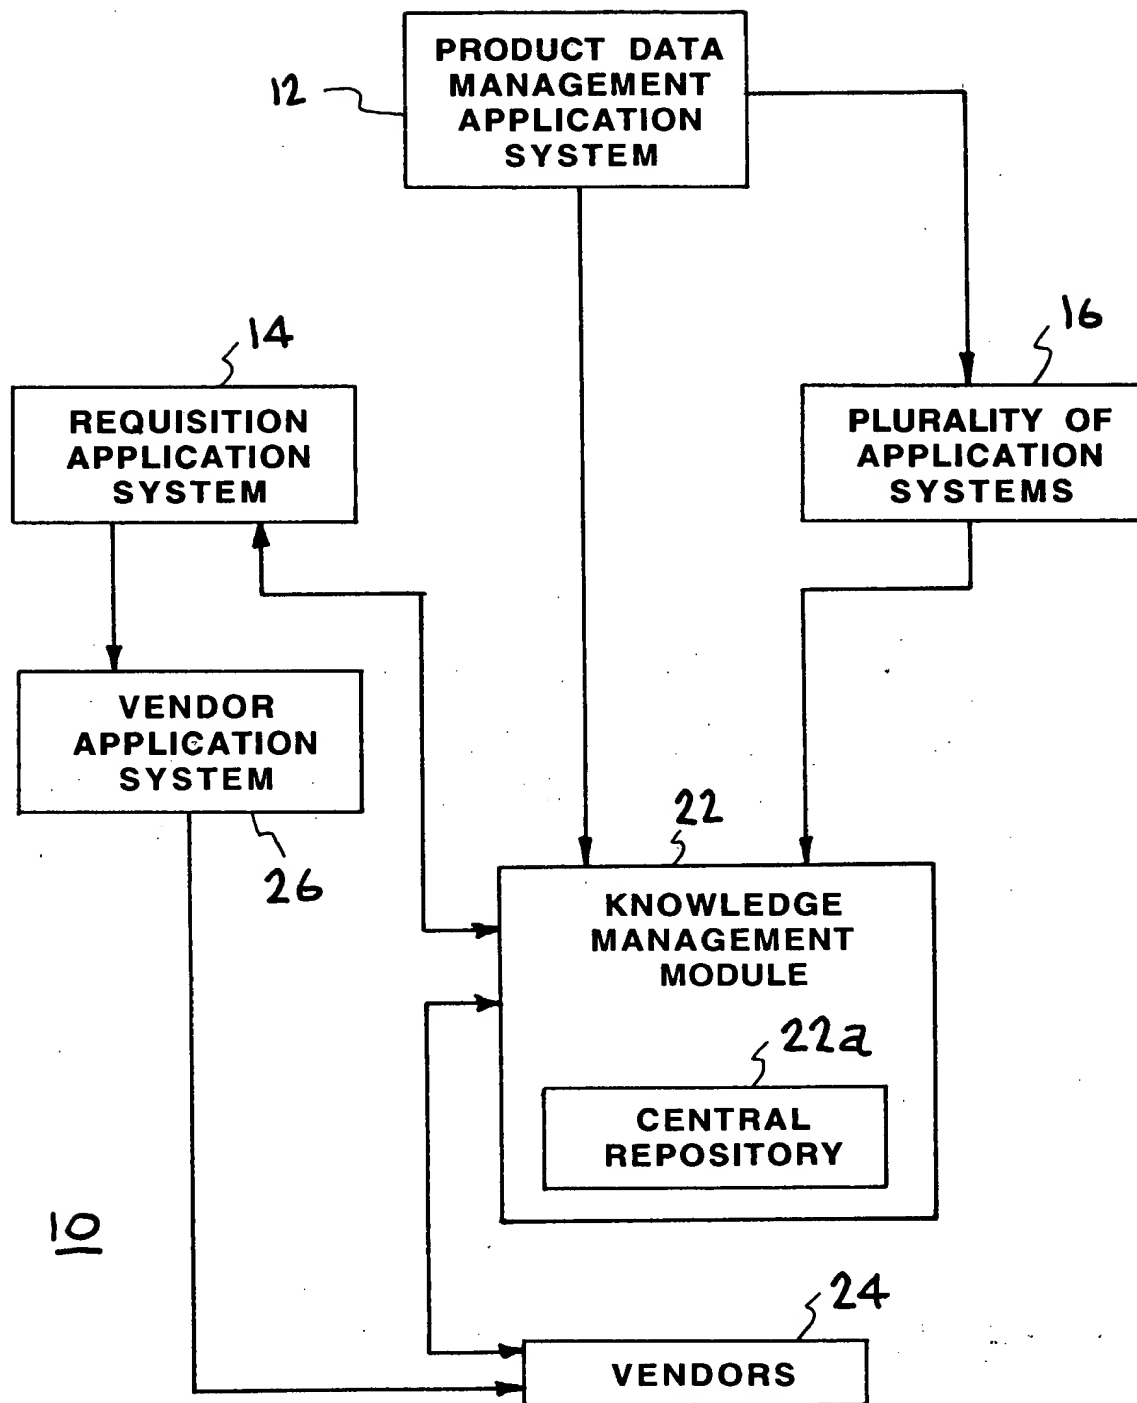 PRODUCT DATA
MANAGEMENT
APPLICATION
SYSTEM
12
14
16
REQUISITION
APPLICATION
SYSTEM
PLURALITY OF
APPLICATION
SYSTEMS
VENDOR
APPLICATION
SYSTEM
26
22
KNOWLEDGE
MANAGEMENT
MODULE
22a
CENTRAL
REPOSITORY
10
24
VENDORS